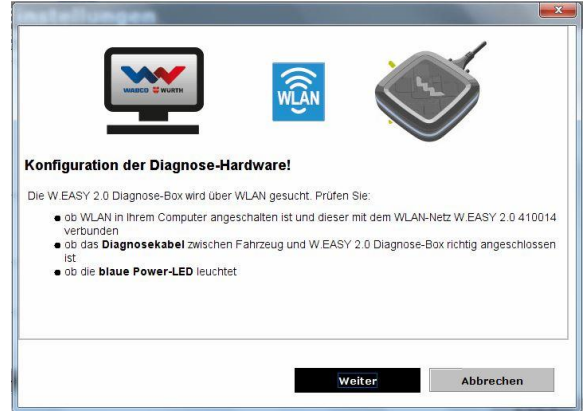 instellungen
WABCO WURTH
WLAN
Konfiguration der Diagnose-Hardware!
Die W.EASY 2.0 Diagnose-Box wird über WLAN gesucht. Prüfen Sie:
● ob WLAN in Ihrem Computer angeschalten ist und dieser mit dem WLAN-Netz W.EASY 2.0 410014
verbunden
● ob das Diagnosekabel zwischen Fahrzeug und W.EASY 2.0 Diagnose-Box richtig angeschlossen
ist
● ob die blaue Power-LED leuchtet
Weiter
Abbrechen